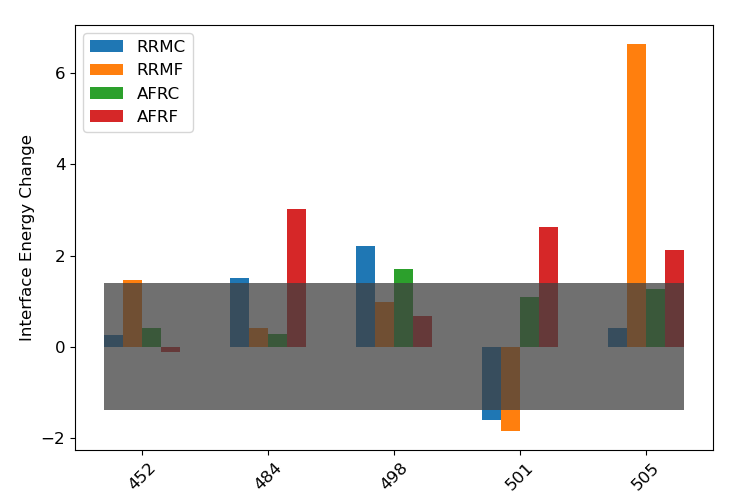 RRMC
RRMF
AFRC
AFRF
Interface Energy Change
6
4
2
0
−2
452
484
498
501
505